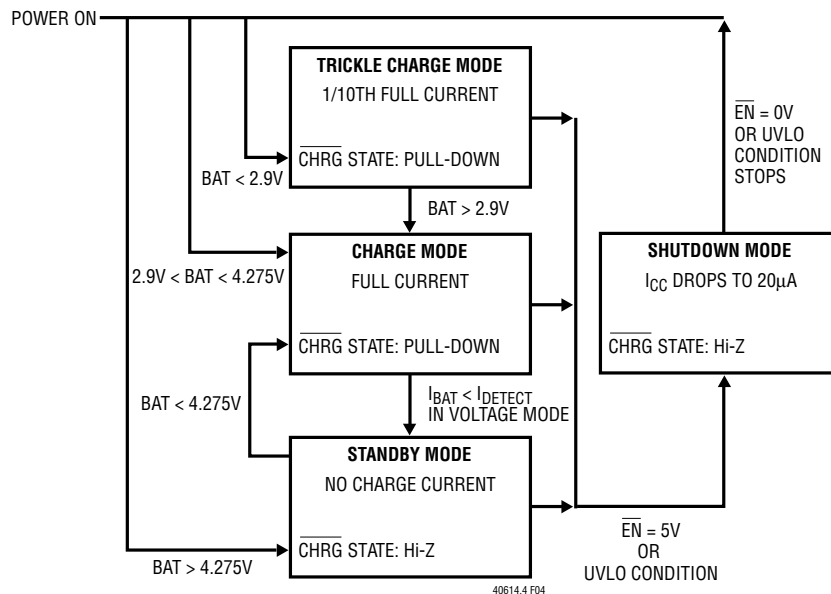 POWER ON
TRICKLE CHARGE MODE
1/10TH FULL CURRENT
CHRG STATE: PULL-DOWN
BAT < 2.9V
BAT > 2.9V
CHARGE MODE
FULL CURRENT
CHRG STATE: PULL-DOWN
2.9V < BAT < 4.275V
BAT < 4.275V
IBAT < IDETECT
IN VOLTAGE MODE
STANDBY MODE
NO CHARGE CURRENT
CHRG STATE: Hi-Z
BAT > 4.275V
EN = 0V
OR UVLO
CONDITION
STOPS
SHUTDOWN MODE
ICC DROPS TO 20µA
CHRG STATE: Hi-Z
EN = 5V
OR
UVLO CONDITION
40614.4 F04